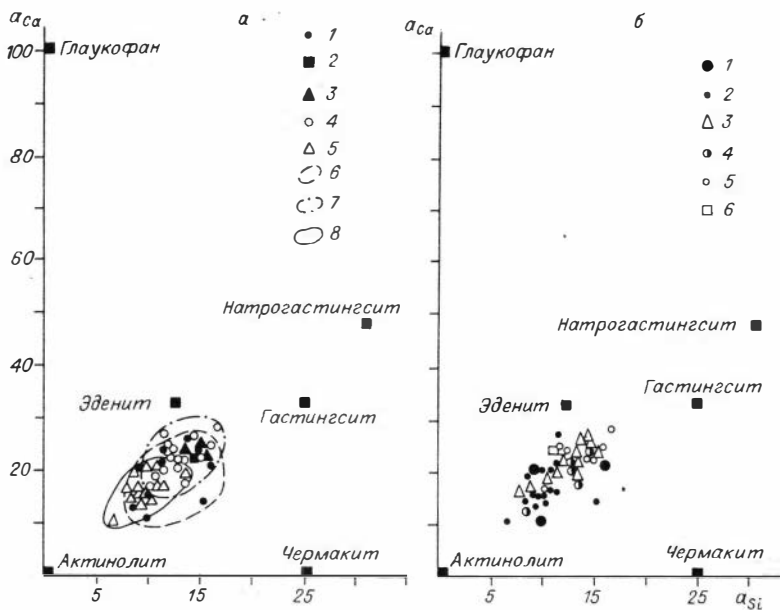 a_Ca
а
100
Глаукофан
1
2
3
4
5
6
7
8
80
60
40
20
Натрогастингсит
Эденит
Гастингсит
Актинолит
Чермакит
5
15
25
a_Ca
б
Глаукофан
1
2
3
4
5
6
Натрогастингсит
Гастингсит
Эденит
Актинолит
Чермакит
5
15
25
a_Si